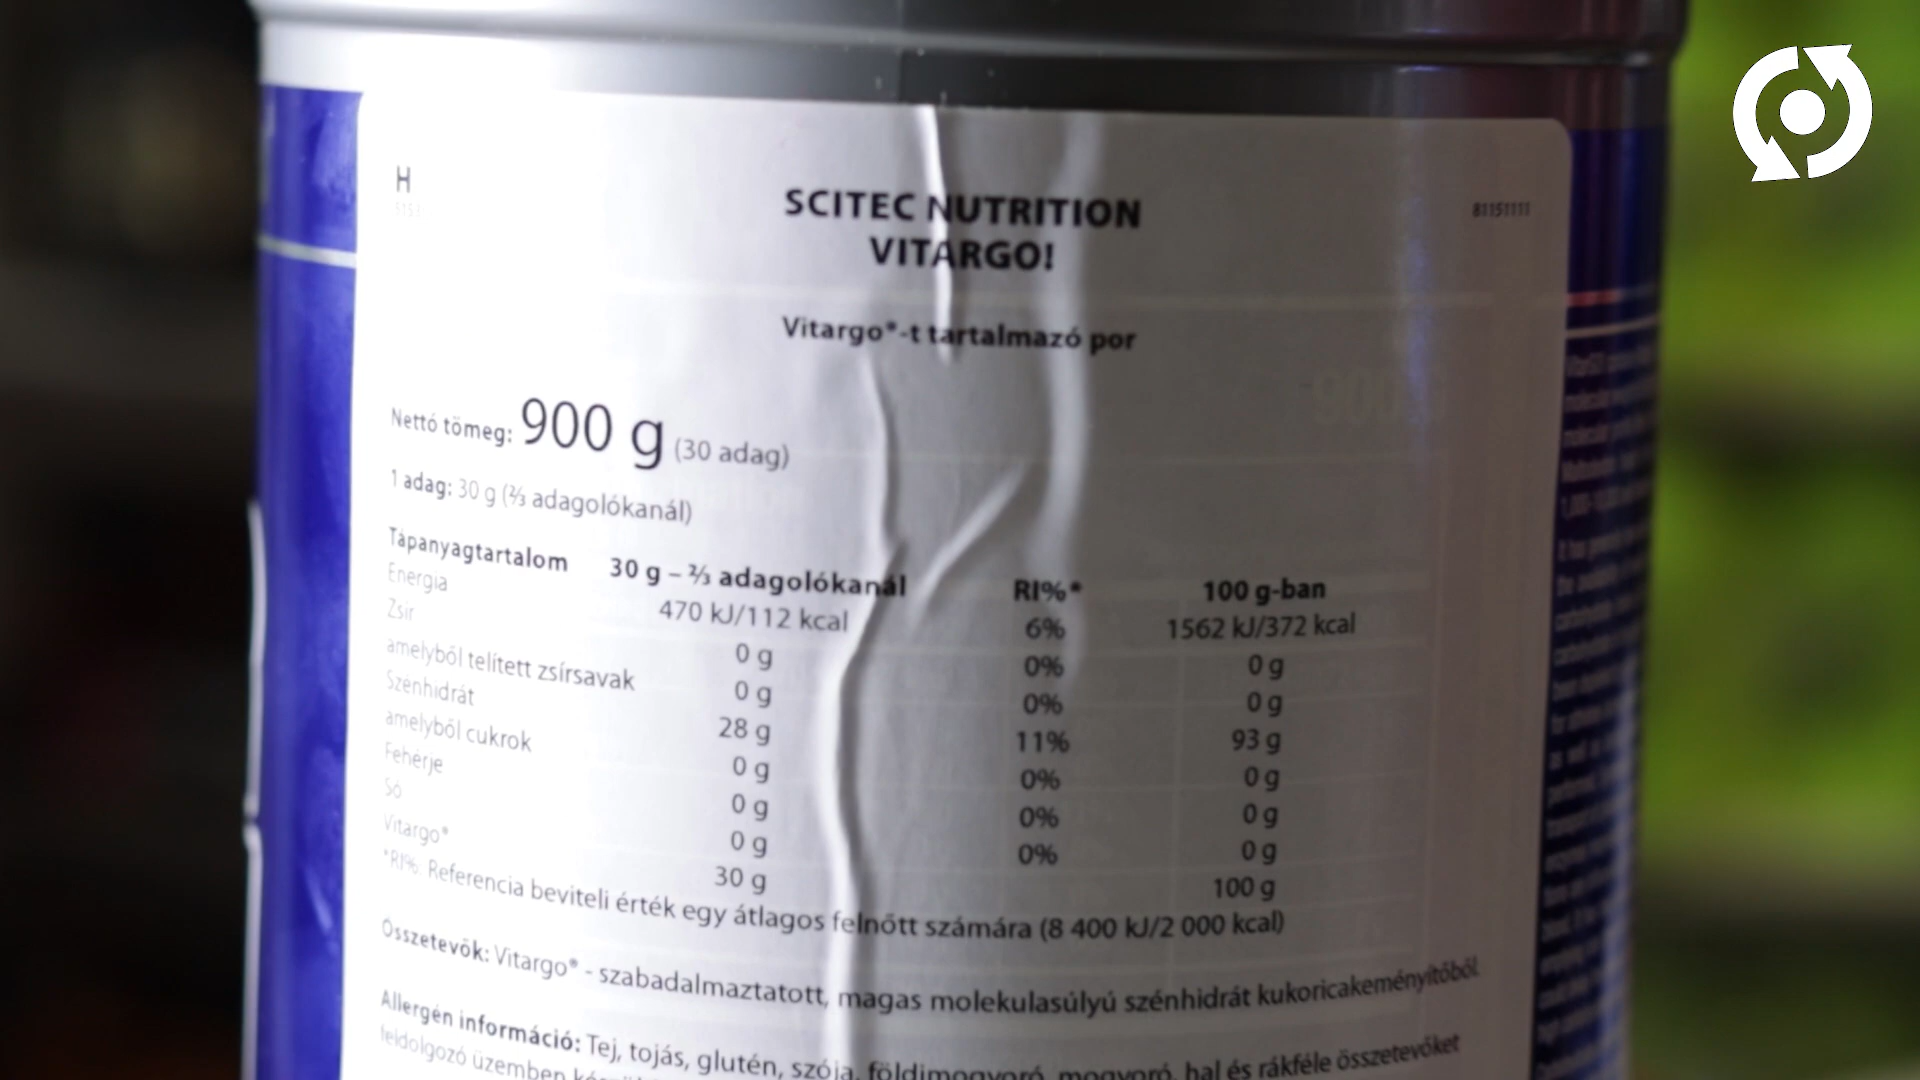 H
SCITEC NUTRITION
81151111
VITARGO!
Vitargo®-t tartalmazó por
Nettó tömeg: 900 g (30 adag)
1 adag: 30 g (⅔ adagolókanál)
Tápanyagtartalom 30 g – ⅔ adagolókanál RI%* 100 g-ban
Energia 470 kJ/112 kcal 6% 1562 kJ/372 kcal
Zsír 0 g 0% 0 g
amelyből telített zsírsavak 0 g 0% 0 g
Szénhidrát 28 g 11% 93 g
amelyből cukrok 0 g 0% 0 g
Fehérje 0 g 0% 0 g
Só 0 g 0% 0 g
Vitargo® 30 g 100 g
*RI%: Referencia beviteli érték egy átlagos felnőtt számára (8 400 kJ/2 000 kcal)
Összetevők: Vitargo® - szabadalmaztatott, magas molekulasúlyú szénhidrát kukoricakeményítőből.
Allergén információ: Tej, tojás, glutén, szója, földimogyoró, mogyoró, hal és rákféle összetevőket
feldolgozó üzemben